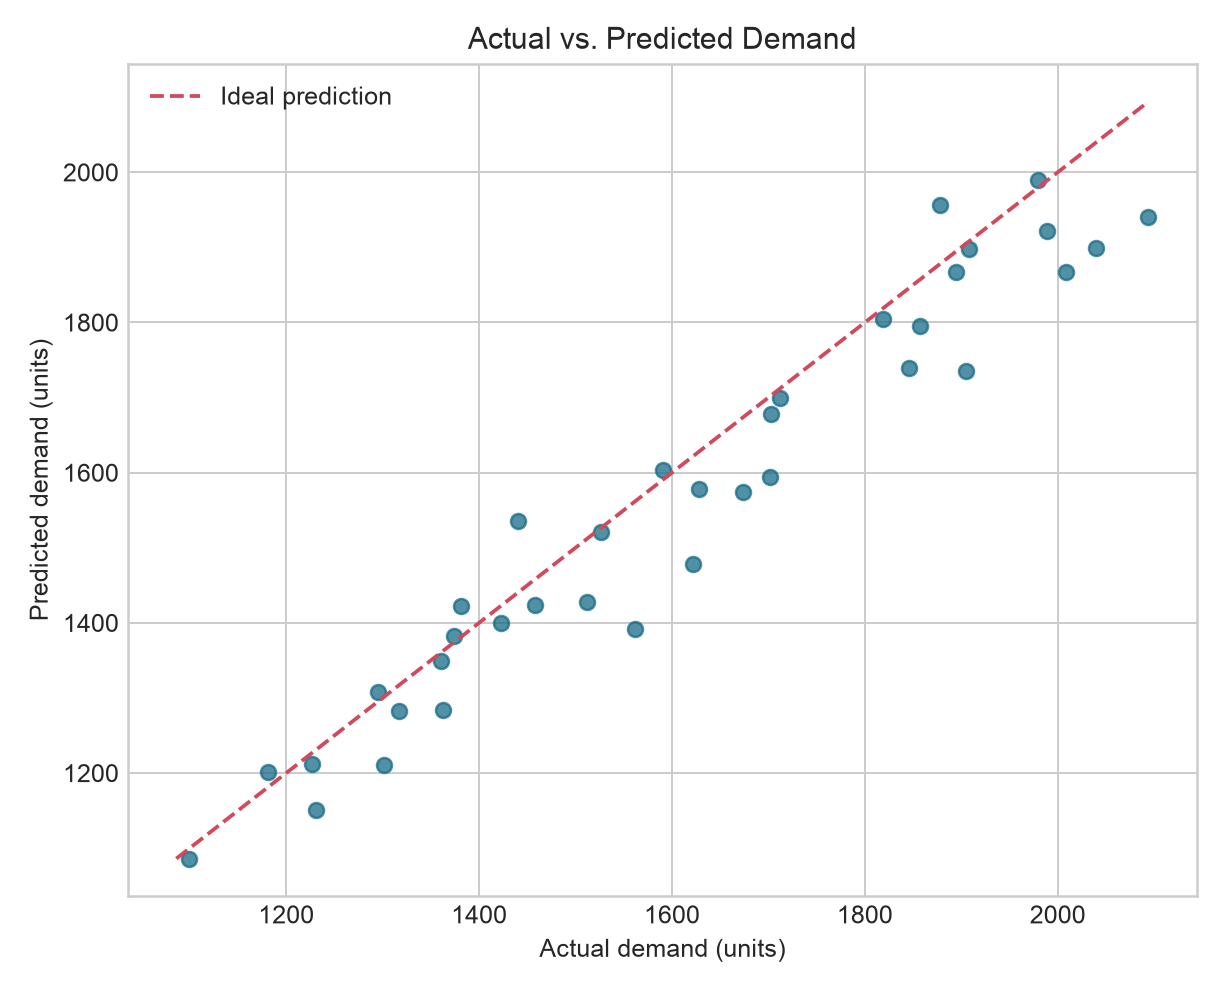 Actual vs. Predicted Demand
Ideal prediction
2000
1800
1600
1400
1200
Predicted demand (units)
1200 1400 1600 1800 2000
Actual demand (units)